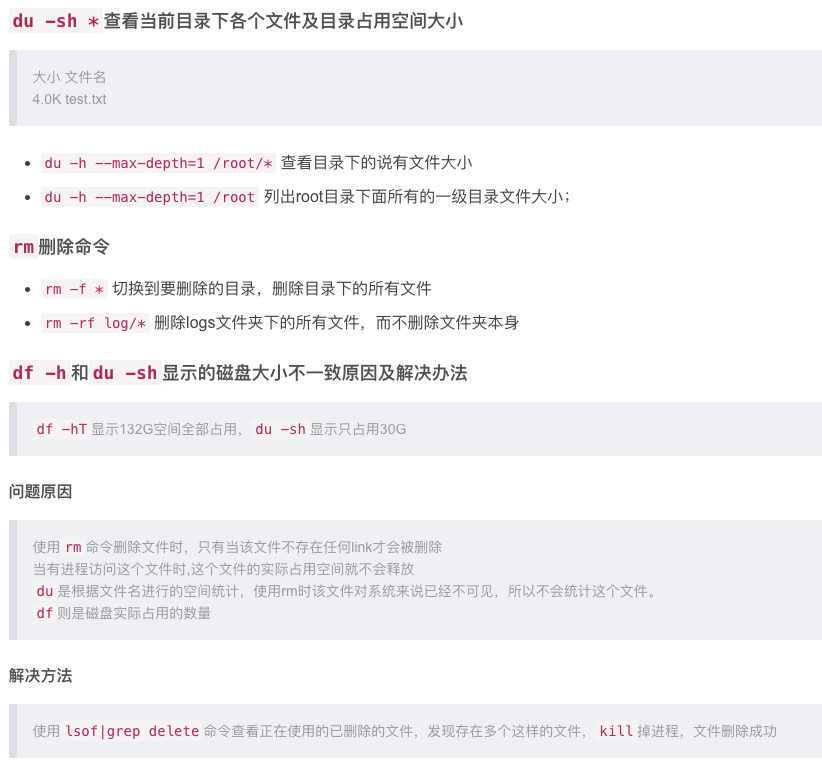 du -sh *查看当前目录下各个文件及目录占用空间大小
大小 文件名
4.0K test.txt
du -h --max-depth=1 /root/* 查看目录下的说有文件大小
du -h --max-depth=1 /root 列出root目录下面所有的一级目录文件大小；
rm删除命令
rm -f * 切换到要删除的目录，删除目录下的所有文件
rm -rf log/* 删除logs文件夹下的所有文件，而不删除文件夹本身
df -h和du -sh显示的磁盘大小不一致原因及解决办法
df -hT 显示132G空间全部占用， du -sh 显示只占用30G
问题原因
使用 rm 命令删除文件时，只有当该文件不存在任何link才会被删除
当有进程访问这个文件时,这个文件的实际占用空间就不会释放
du 是根据文件名进行的空间统计，使用rm时该文件对系统来说已经不可见，所以不会统计这个文件。
df 则是磁盘实际占用的数量
解决方法
使用 lsof|grep delete 命令查看正在使用的已删除的文件，发现存在多个这样的文件， kill 掉进程，文件删除成功